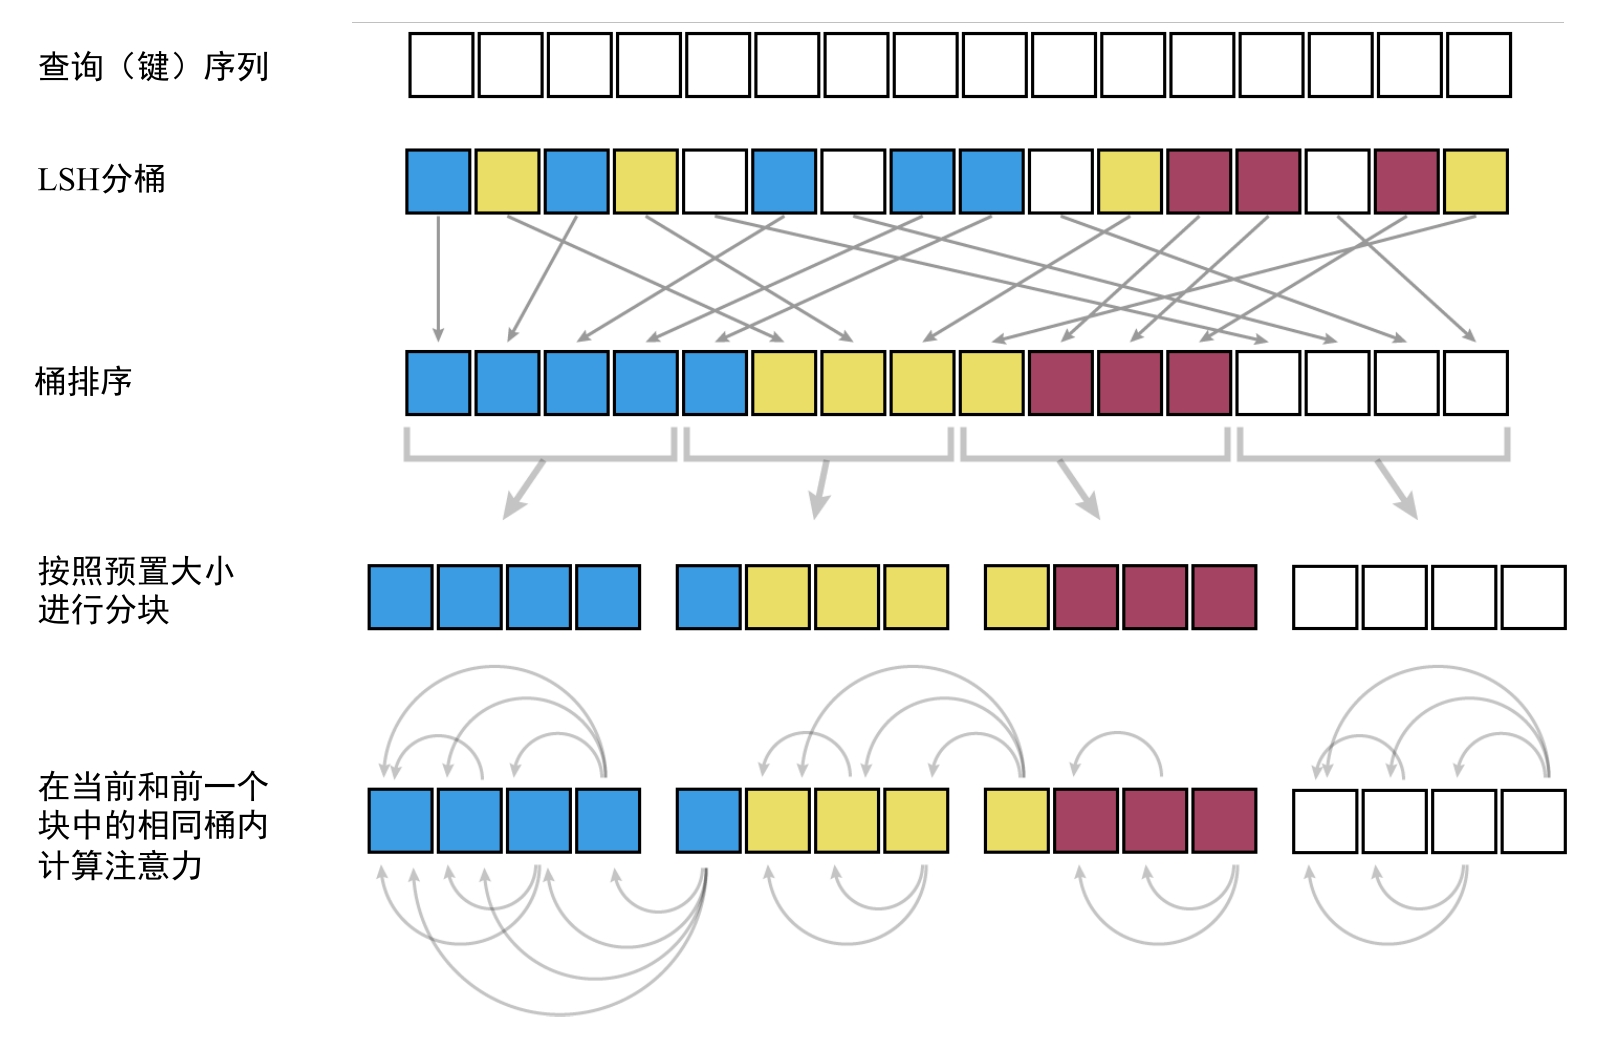 查询（键）序列
LSH分桶
桶排序
按照预置大小
进行分块
在当前和前一个
块中的相同桶内
计算注意力